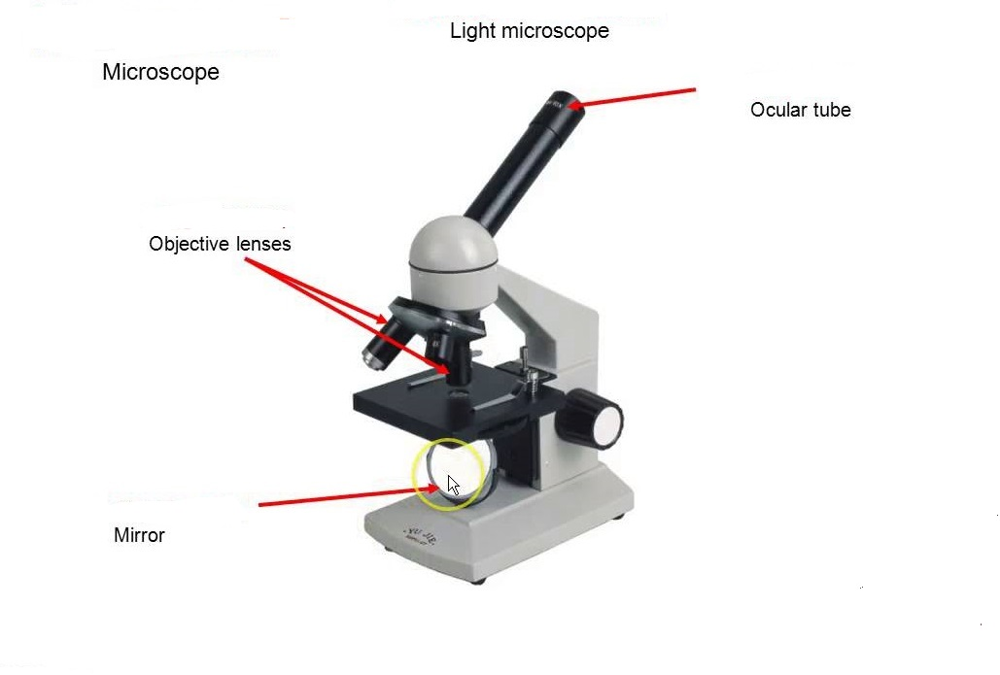 Light microscope
Microscope
Ocular tube
Objective lenses
Mirror